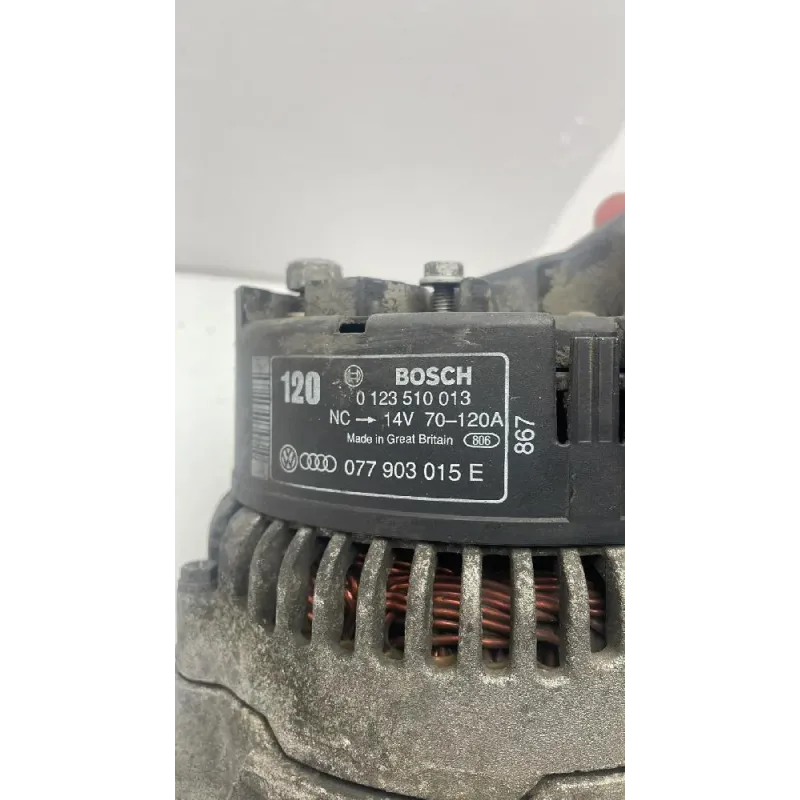 120 BOSCH
0 123 510 013
NC → 14V 70-120A
Made in Great Britain 806
077 903 015 E
867